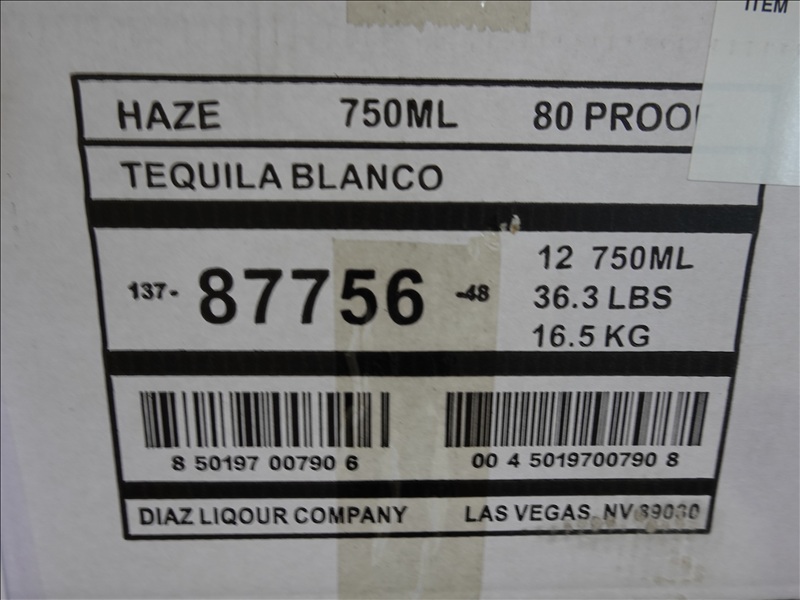 ITEM
HAZE 750ML 80 PROO
TEQUILA BLANCO
137- 87756 -48
12 750ML
36.3 LBS
16.5 KG
8 50197 00790 6
00 4 5019700790 8
DIAZ LIQOUR COMPANY LAS VEGAS, NV 89030